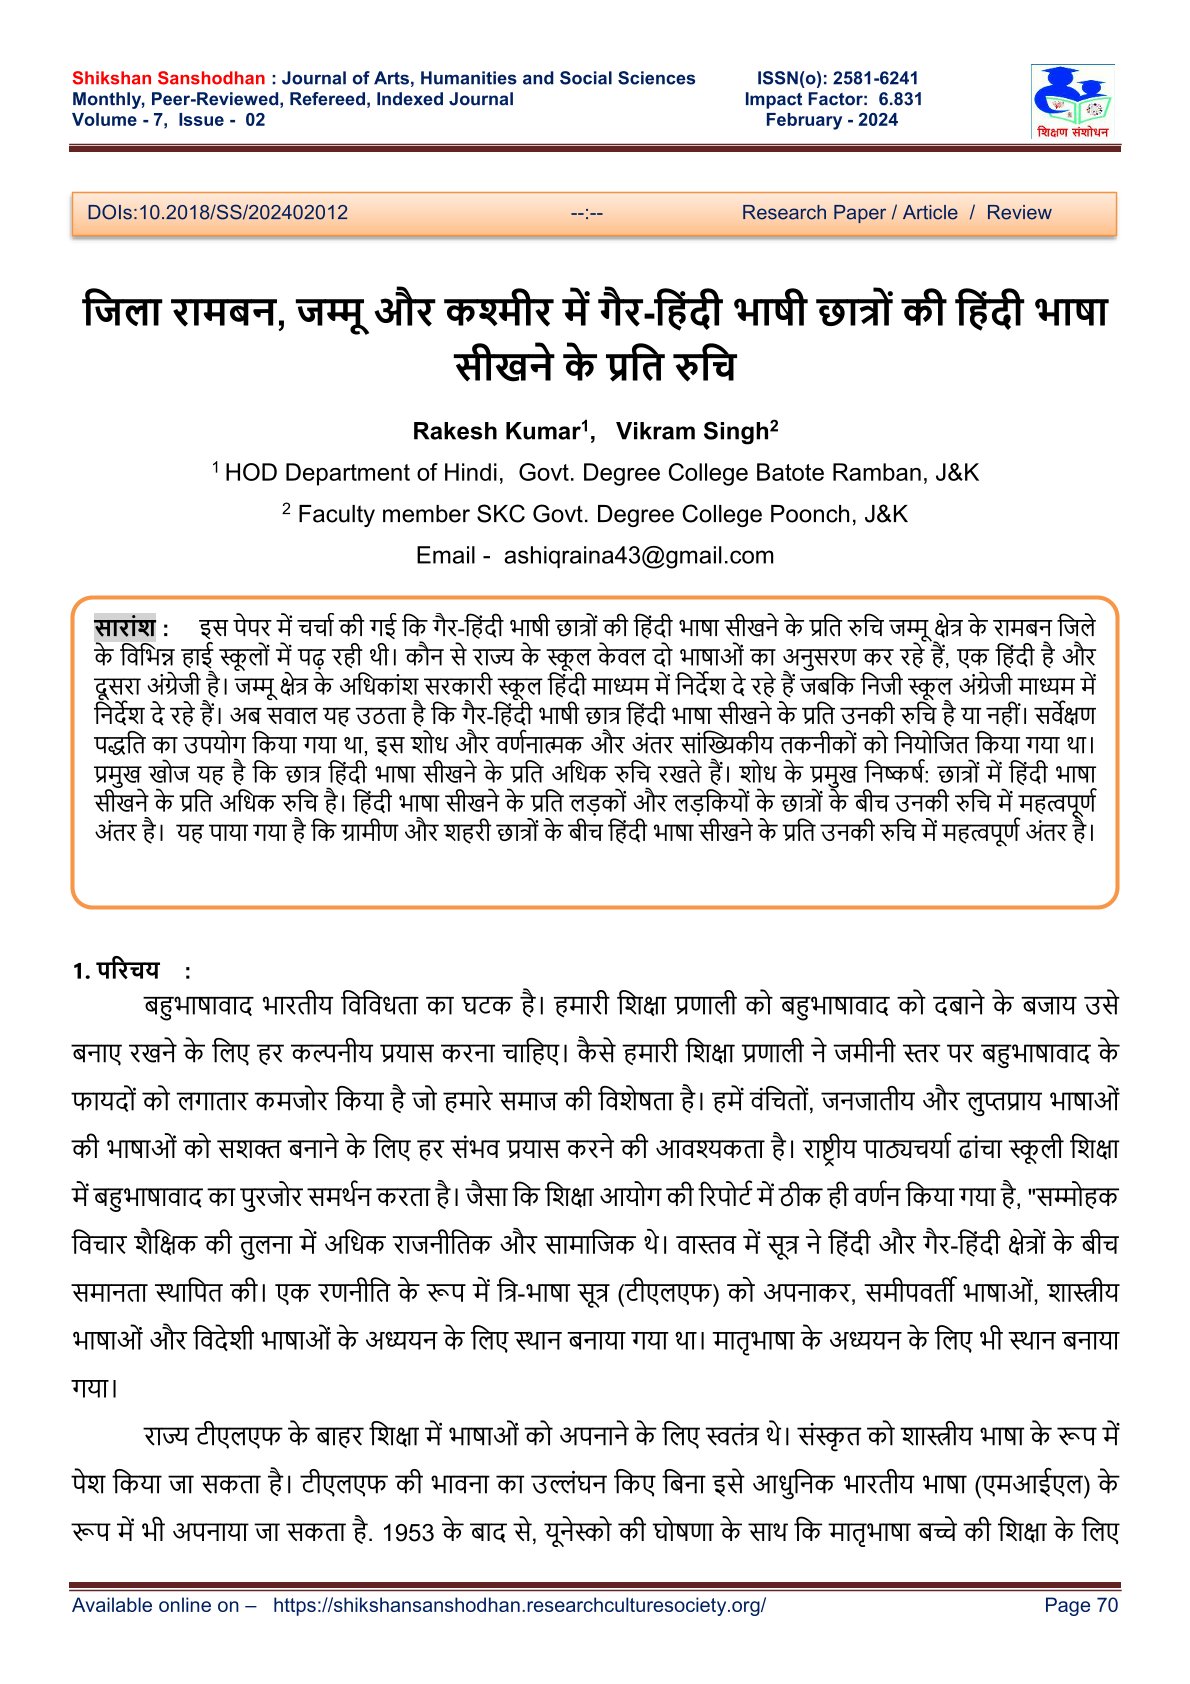 Shikshan Sanshodhan : Journal of Arts, Humanities and Social Sciences ISSN(o): 2581-6241
Monthly, Peer-Reviewed, Refereed, Indexed Journal Impact Factor: 6.831
Volume - 7, Issue - 02 February - 2024
शिक्षण संशोधन
DOIs:10.2018/SS/202402012 --:-- Research Paper / Article / Review
जिला रामबन, जम्मू और कश्मीर में गैर-हिंदी भाषी छात्रों की हिंदी भाषा
सीखने के प्रति रुचि
Rakesh Kumar¹, Vikram Singh²
¹ HOD Department of Hindi, Govt. Degree College Batote Ramban, J&K
² Faculty member SKC Govt. Degree College Poonch, J&K
Email - ashiqraina43@gmail.com
सारांश : इस पेपर में चर्चा की गई कि गैर-हिंदी भाषी छात्रों की हिंदी भाषा सीखने के प्रति रुचि जम्मू क्षेत्र के रामबन जिले
के विभिन्न हाई स्कूलों में पढ़ रही थी। कौन से राज्य के स्कूल केवल दो भाषाओं का अनुसरण कर रहे हैं, एक हिंदी है और
दूसरा अंग्रेजी है। जम्मू क्षेत्र के अधिकांश सरकारी स्कूल हिंदी माध्यम में निर्देश दे रहे हैं जबकि निजी स्कूल अंग्रेजी माध्यम में
निर्देश दे रहे हैं। अब सवाल यह उठता है कि गैर-हिंदी भाषी छात्र हिंदी भाषा सीखने के प्रति उनकी रुचि है या नहीं। सर्वेक्षण
पद्धति का उपयोग किया गया था, इस शोध और वर्णनात्मक और अंतर सांख्यिकीय तकनीकों को नियोजित किया गया था।
प्रमुख खोज यह है कि छात्र हिंदी भाषा सीखने के प्रति अधिक रुचि रखते हैं। शोध के प्रमुख निष्कर्ष: छात्रों में हिंदी भाषा
सीखने के प्रति अधिक रुचि है। हिंदी भाषा सीखने के प्रति लड़कों और लड़कियों के छात्रों के बीच उनकी रुचि में महत्वपूर्ण
अंतर है। यह पाया गया है कि ग्रामीण और शहरी छात्रों के बीच हिंदी भाषा सीखने के प्रति उनकी रुचि में महत्वपूर्ण अंतर है।
1. परिचय :
बहुभाषावाद भारतीय विविधता का घटक है। हमारी शिक्षा प्रणाली को बहुभाषावाद को दबाने के बजाय उसे
बनाए रखने के लिए हर कल्पनीय प्रयास करना चाहिए। कैसे हमारी शिक्षा प्रणाली ने जमीनी स्तर पर बहुभाषावाद के
फायदों को लगातार कमजोर किया है जो हमारे समाज की विशेषता है। हमें वंचितों, जनजातीय और लुप्तप्राय भाषाओं
की भाषाओं को सशक्त बनाने के लिए हर संभव प्रयास करने की आवश्यकता है। राष्ट्रीय पाठ्यचर्या ढांचा स्कूली शिक्षा
में बहुभाषावाद का पुरजोर समर्थन करता है। जैसा कि शिक्षा आयोग की रिपोर्ट में ठीक ही वर्णन किया गया है, "सम्मोहक
विचार शैक्षिक की तुलना में अधिक राजनीतिक और सामाजिक थे। वास्तव में सूत्र ने हिंदी और गैर-हिंदी क्षेत्रों के बीच
समानता स्थापित की। एक रणनीति के रूप में त्रि-भाषा सूत्र (टीएलएफ) को अपनाकर, समीपवर्ती भाषाओं, शास्त्रीय
भाषाओं और विदेशी भाषाओं के अध्ययन के लिए स्थान बनाया गया था। मातृभाषा के अध्ययन के लिए भी स्थान बनाया
गया।
राज्य टीएलएफ के बाहर शिक्षा में भाषाओं को अपनाने के लिए स्वतंत्र थे। संस्कृत को शास्त्रीय भाषा के रूप में
पेश किया जा सकता है। टीएलएफ की भावना का उल्लंघन किए बिना इसे आधुनिक भारतीय भाषा (एमआईएल) के
रूप में भी अपनाया जा सकता है. 1953 के बाद से, यूनेस्को की घोषणा के साथ कि मातृभाषा बच्चे की शिक्षा के लिए
Available online on – https://shikshansanshodhan.researchculturesociety.org/ Page 70